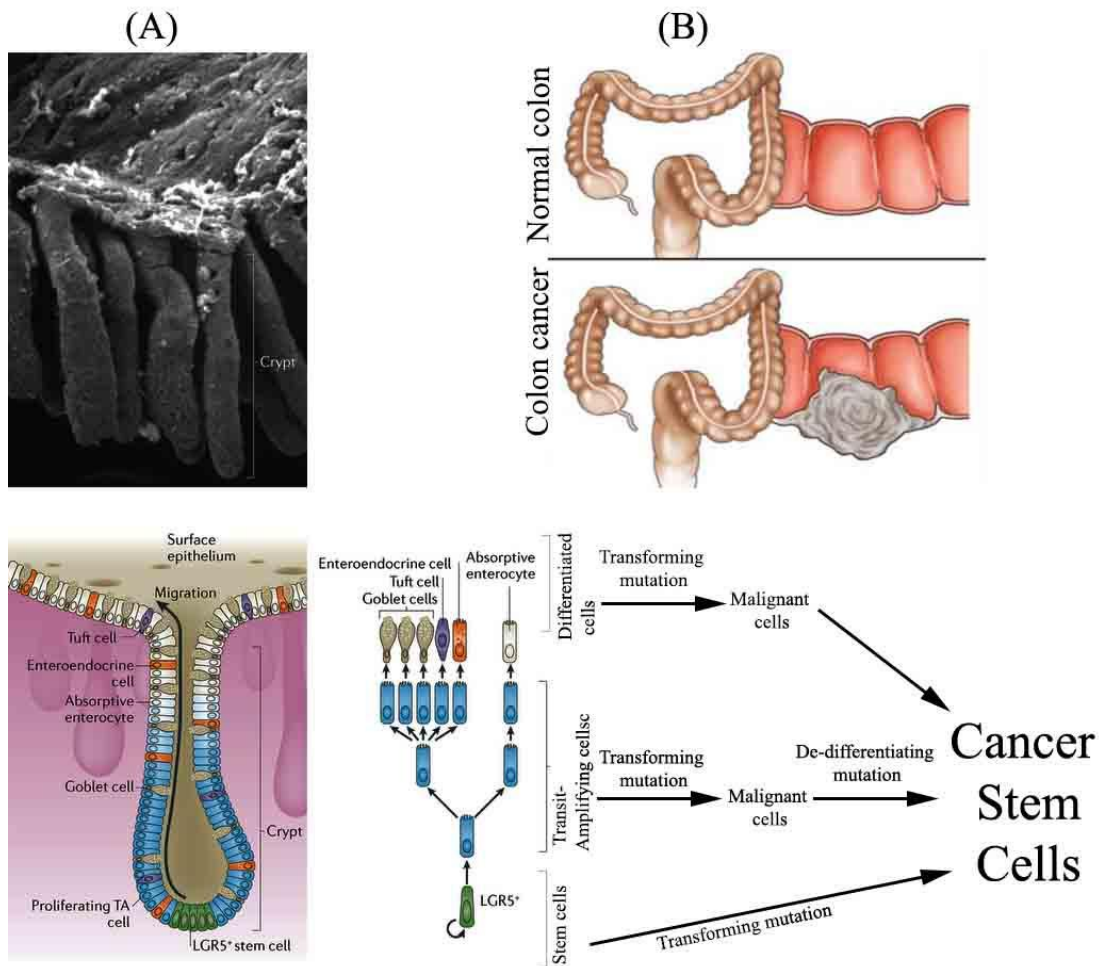 (A)
(B)
Crypt
Normal colon
Colon cancer
Surface
epithelium
Migration
Tuft cell
Enteroendocrine
cell
Absorptive
enterocyte
Goblet cell
Crypt
Proliferating TA
cell
LGR5⁺ stem cell
Enteroendocrine cell
Tuft cell
Goblet cells
Absorptive
enterocyte
LGR5⁺
Differentiated
cells
Transit-
Amplifying cellsc
Stem cells
Transforming
mutation
Malignant
cells
Transforming
mutation
Malignant
cells
De-differentiating
mutation
Transforming mutation
Cancer
Stem
Cells